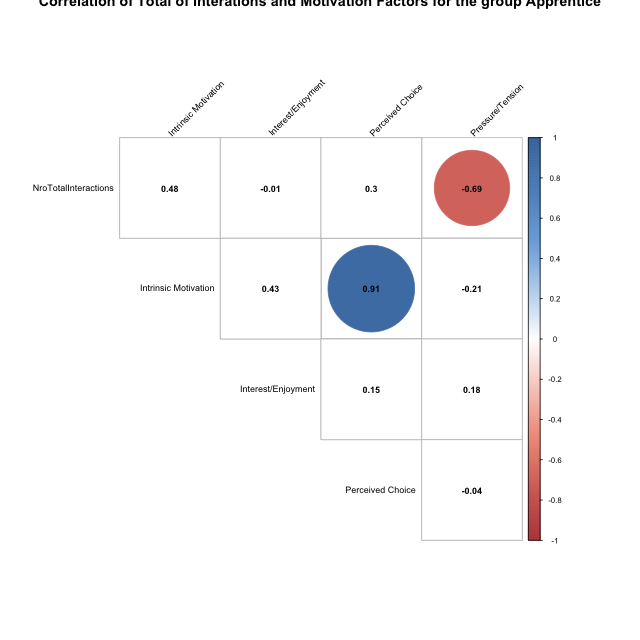 Correlation of Total of Interations and Motivation Factors for the group Apprentice
Intrinsic Motivation
Interest/Enjoyment
Perceived Choice
Pressure/Tension
NroTotalInteractions 0.48 -0.01 0.3 -0.69
Intrinsic Motivation 0.43 0.91 -0.21
Interest/Enjoyment 0.15 0.18
Perceived Choice -0.04
1
0.8
0.6
0.4
0.2
0
-0.2
-0.4
-0.6
-0.8
-1